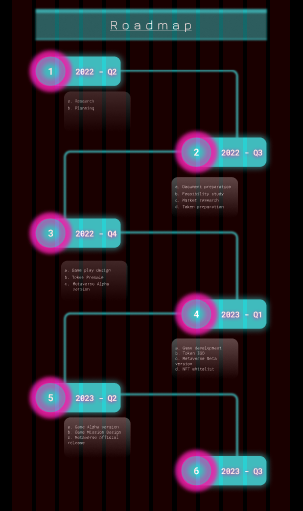 Roadmap
1 2022 - Q2
a. Research
b. Planning
2 2022 - Q3
a. Document preparation
b. Feasibility study
c. Market research
d. Token preparation
3 2022 - Q4
a. Game play design
b. Token Presale
c. Metaverse Alpha
version
4 2023 - Q1
a. Game development
c. Token IDO
c. Metaverse Beta
version
d. NFT whitelist
5 2023 - Q2
a. Game Alpha version
b. Game Mission Design
c. Metaverse official
release
6 2023 - Q3